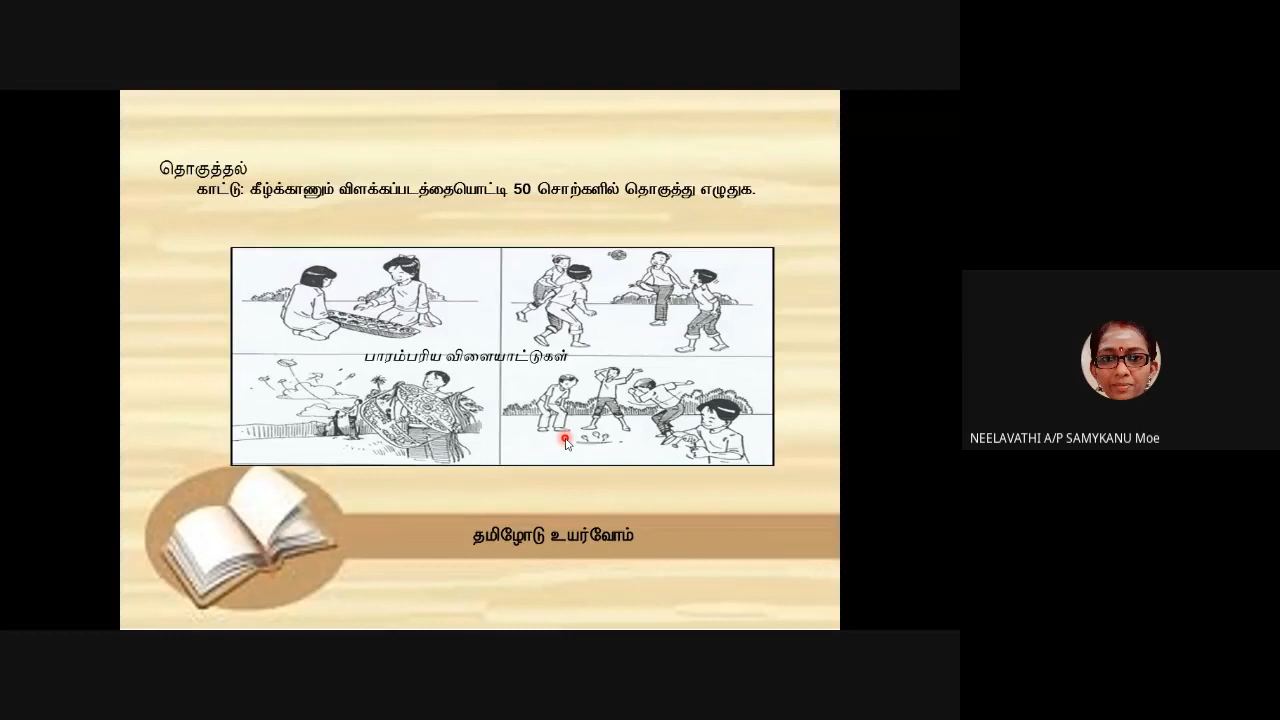 தொகுத்தல்
காட்டு: கீழ்க்காணும் விளக்கப்படத்தையொட்டி 50 சொற்களில் தொகுத்து எழுதுக.
பாரம்பரிய விளையாட்டுகள்
தமிழோடு உயர்வோம்
NEELAVATHI A/P SAMYKANU Moe